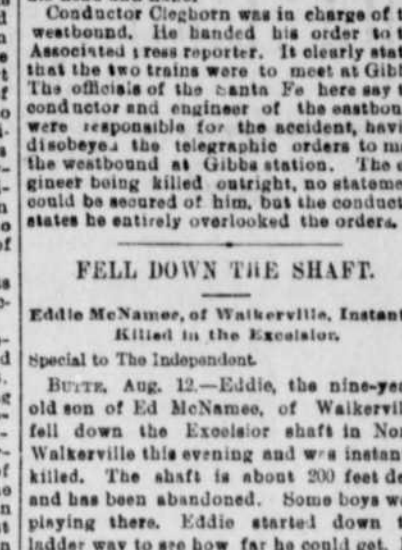 Conductor Clegborn was in charge of t
westbound. He handed his order to t
Associated Press reporter. It clearly stat
that the two trains were to meet at Gibb
The officials of the Santa Fe here say t
conductor and engineer of the eastbou
were responsible for the accident, havi
disobeyed the telegraphic orders to m
the westbound at Gibbs station. The e
gineer being killed outright, no stateme
could be secured of him, but the conduct
states he entirely overlooked the orders.
FELL DOWN THE SHAFT.
Eddie McNamee, of Walkerville, Instant
Killed in the Excelsior.
Special to The Independent.
BUTTE, Aug. 12.—Eddie, the nine-yea
old son of Ed McNamee, of Walkervil
fell down the Excelsior shaft in Nor
Walkerville this evening and was instan
killed. The shaft is about 200 feet de
and has been abandoned. Some boys we
playing there. Eddie started down t
ladder way to see how far he could get.